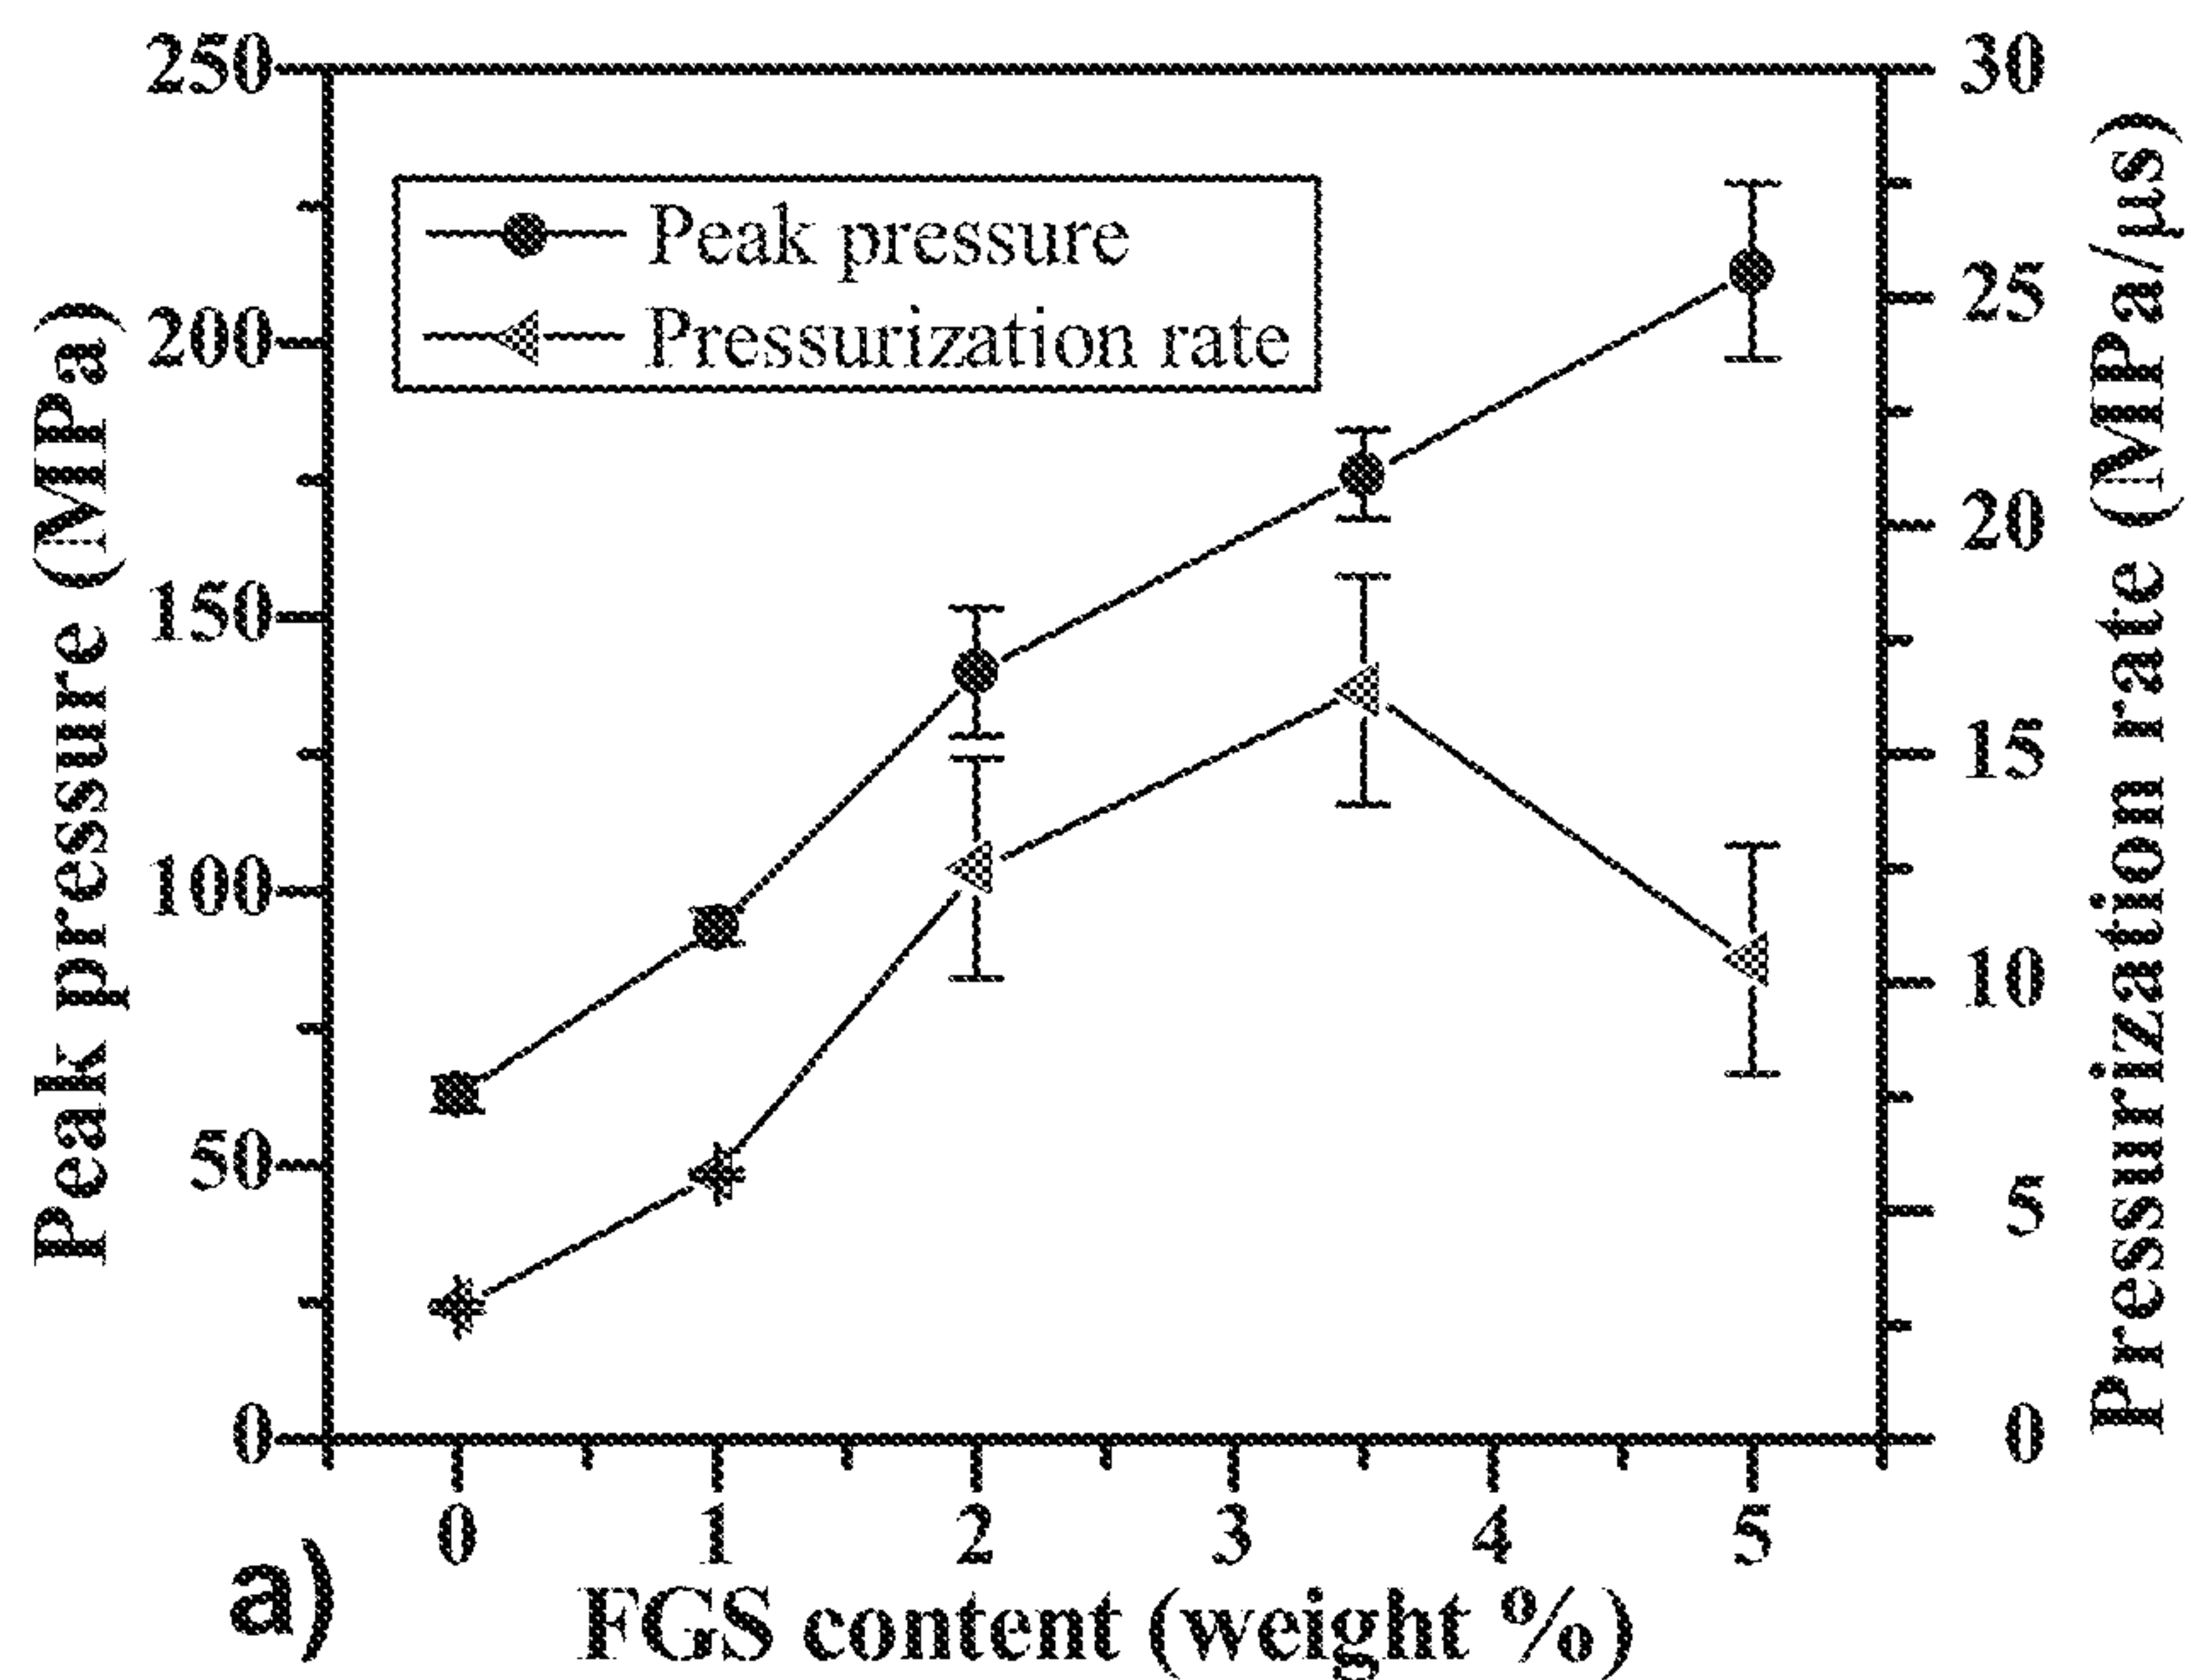 250
200
150
100
50
0
Peak pressure (MPa)
Peak pressure
Pressurization rate
30
25
20
15
10
5
0
Pressurization rate (MPa/μs)
0 1 2 3 4 5
FGS content (weight %)
a)